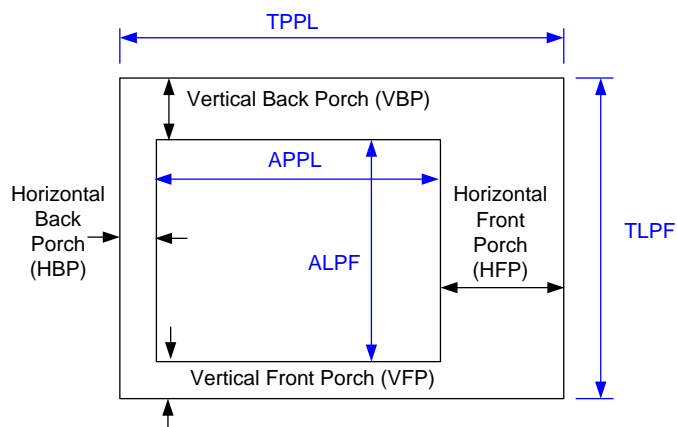 TPPL
Vertical Back Porch (VBP)
APPL
Horizontal
Back
Porch
(HBP)
ALPF
Horizontal
Front
Porch
(HFP)
TLPF
Vertical Front Porch (VFP)